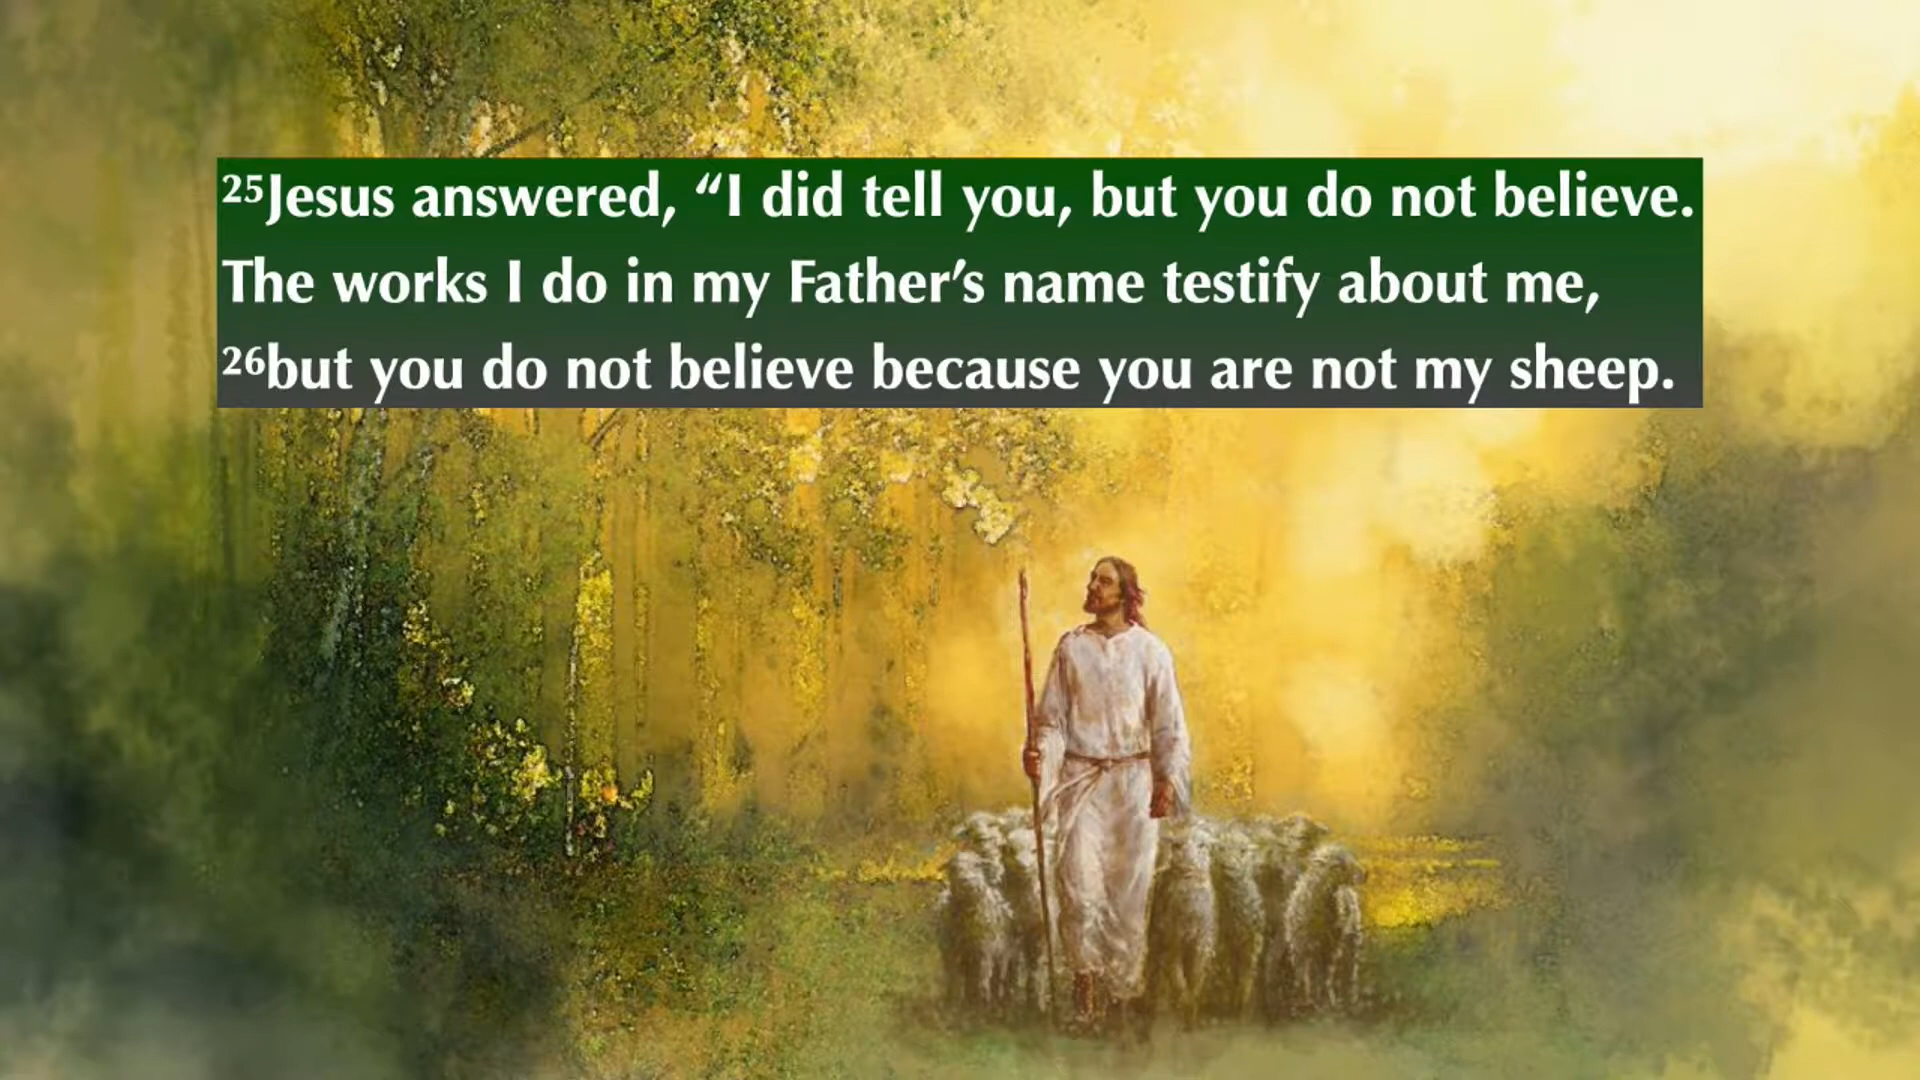 ²⁵Jesus answered, “I did tell you, but you do not believe.
The works I do in my Father’s name testify about me,
²⁶but you do not believe because you are not my sheep.